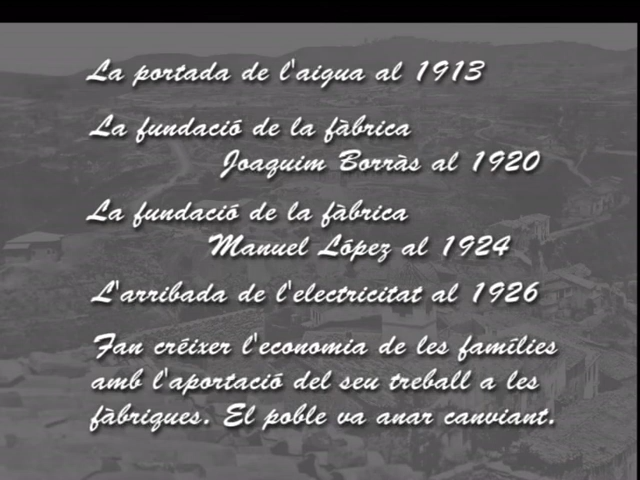 La portada de l'aigua al 1913
La fundació de la fàbrica
Joaquim Borràs al 1920
La fundació de la fàbrica
Manuel López al 1924
L'arribada de l'electricitat al 1926
Fan créixer l'economia de les famílies
amb l'aportació del seu treball a les
fàbriques. El poble va anar canviant.